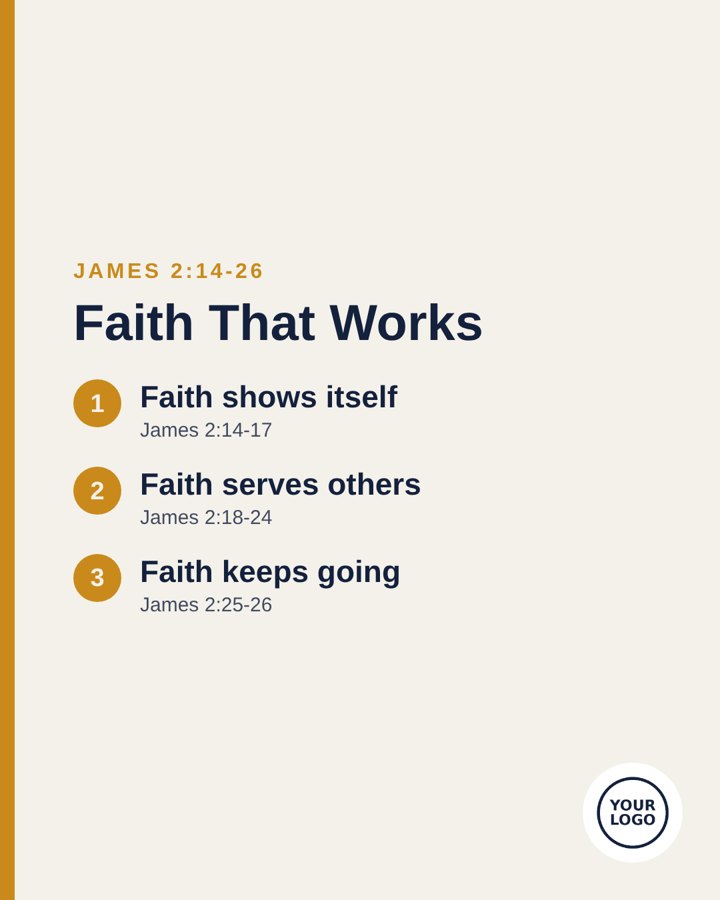 JAMES 2:14-26
Faith That Works
1
Faith shows itself
James 2:14-17
2
Faith serves others
James 2:18-24
3
Faith keeps going
James 2:25-26
YOUR
LOGO